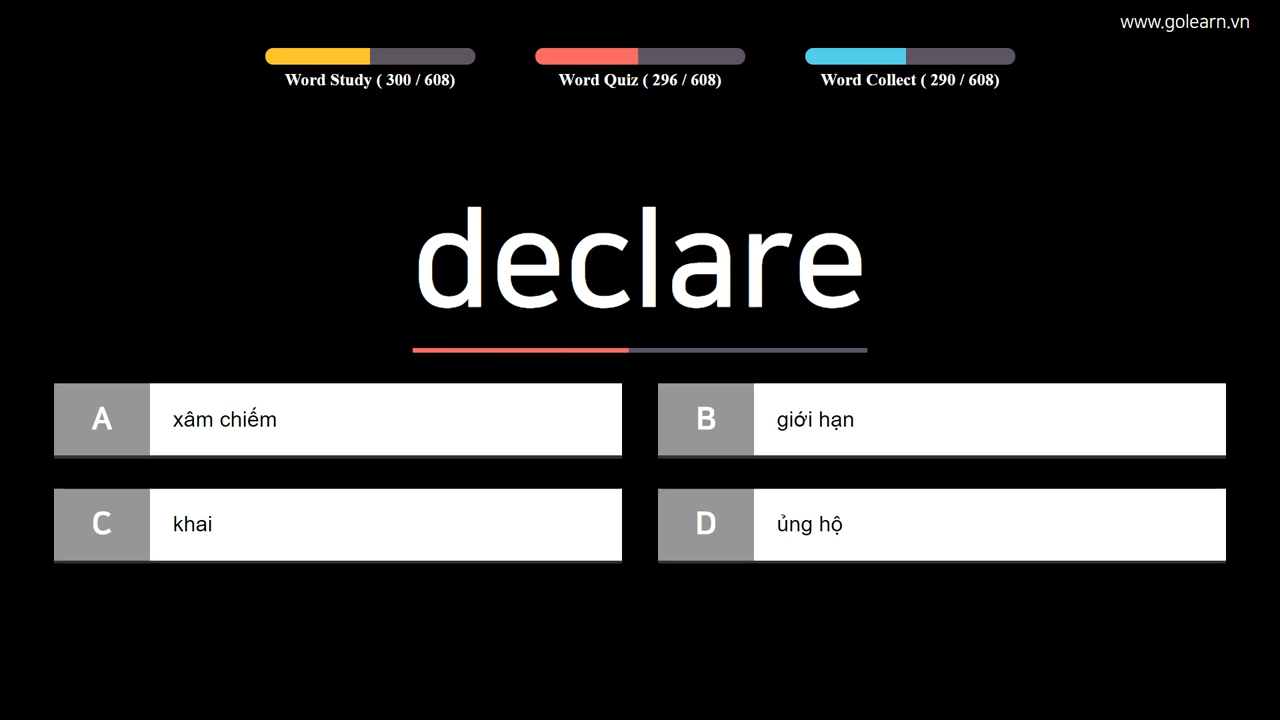 www.golearn.vn
Word Study ( 300 / 608)
Word Quiz ( 296 / 608)
Word Collect ( 290 / 608)
declare
A xâm chiếm
B giới hạn
C khai
D ủng hộ